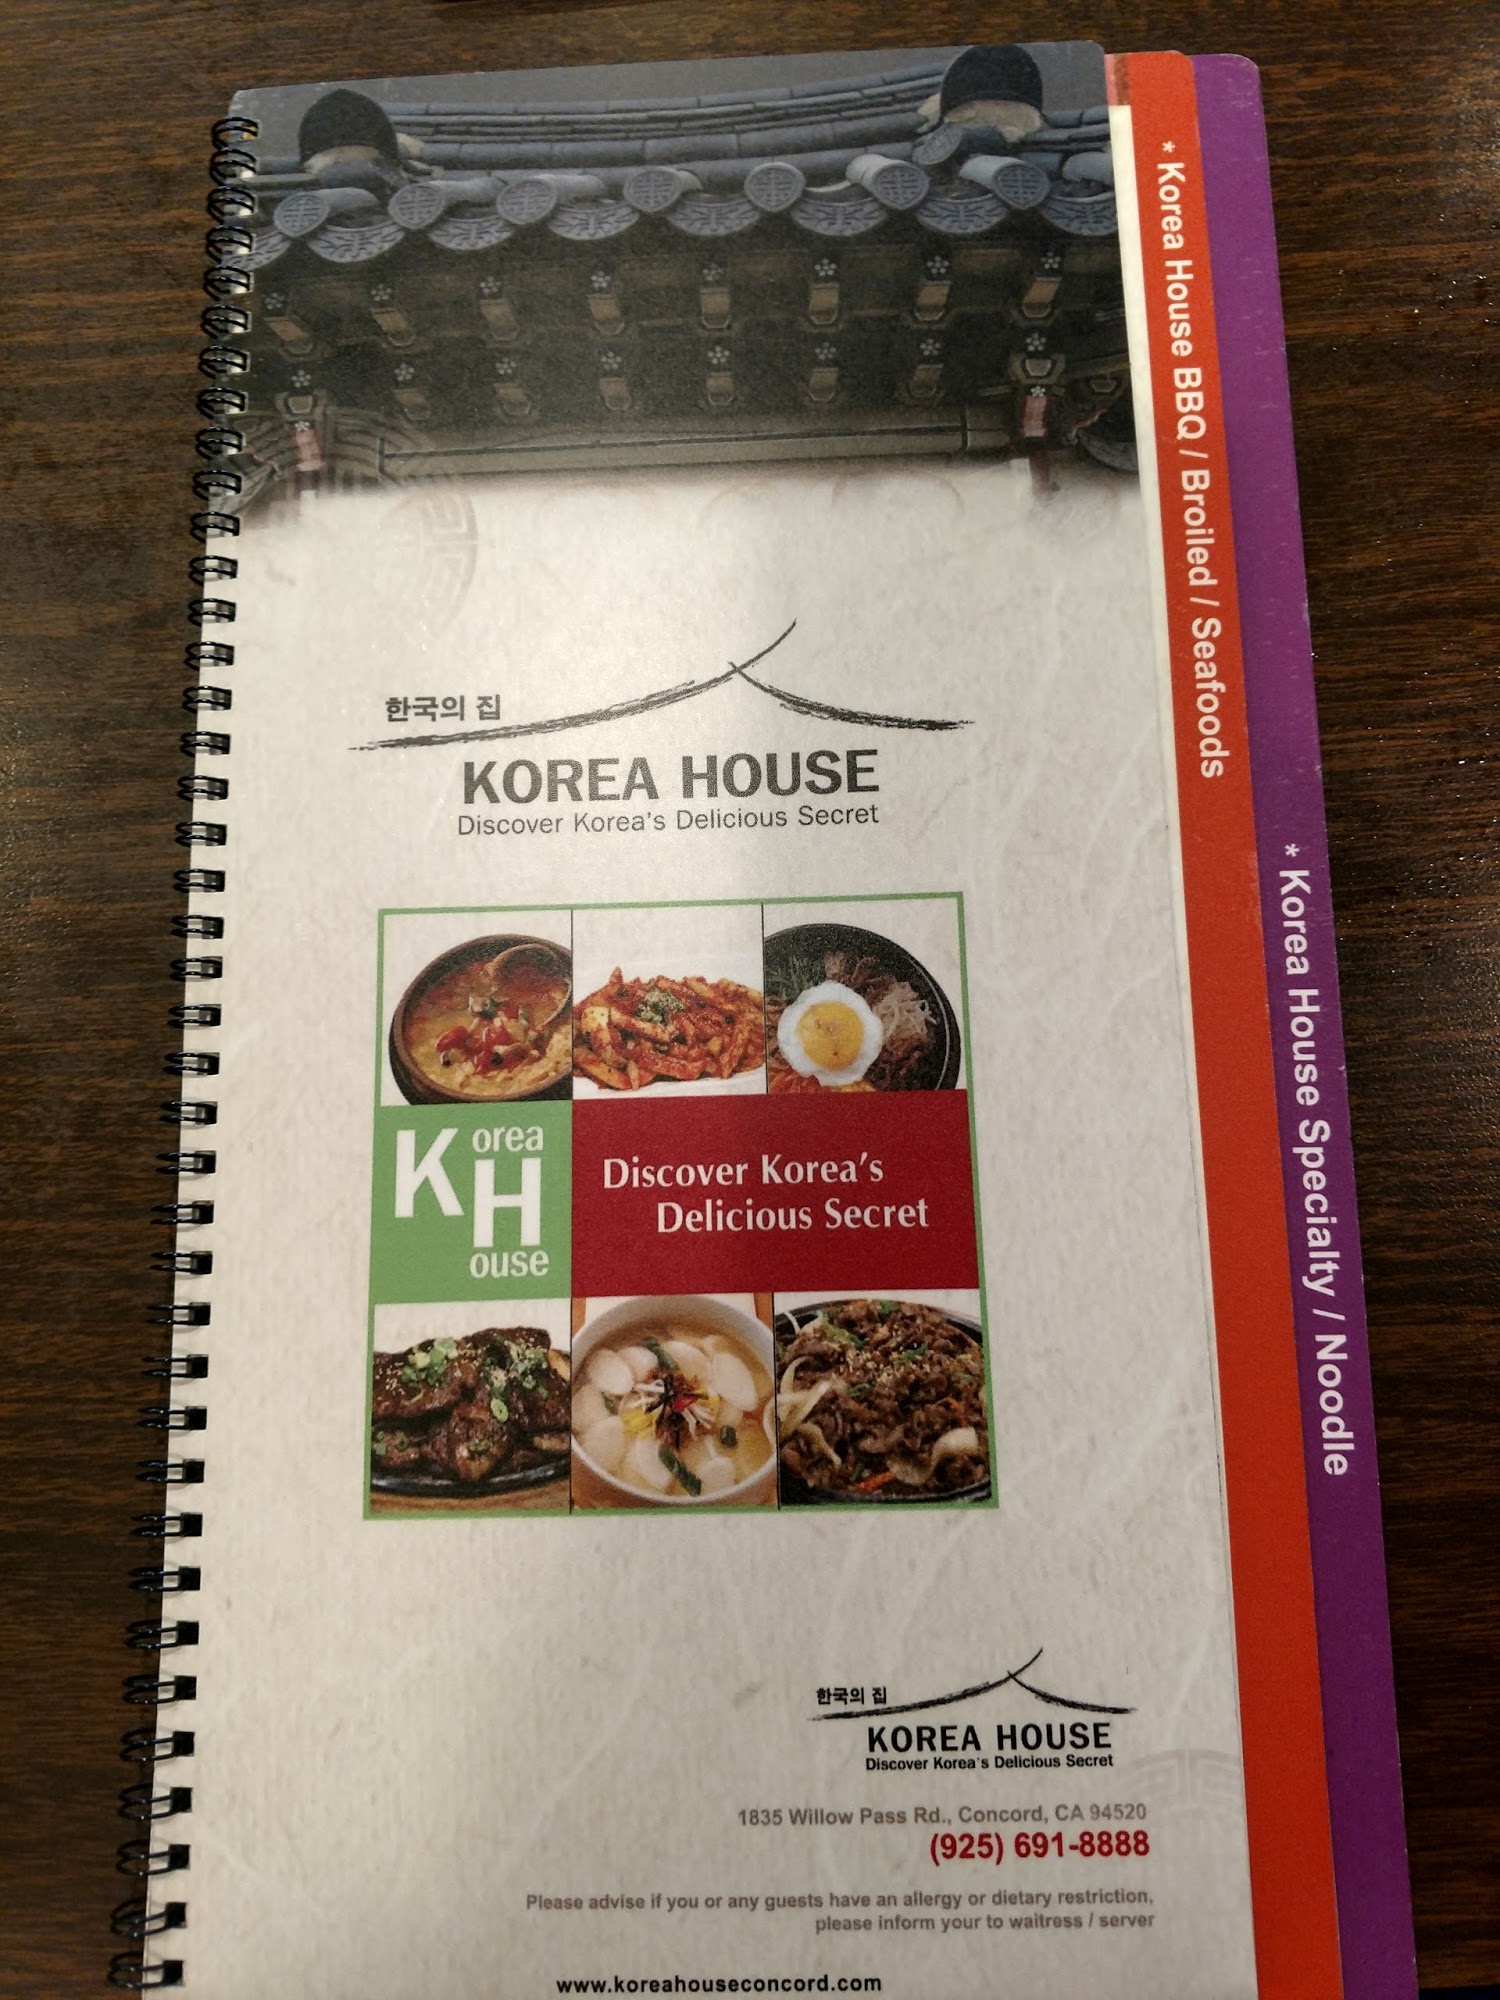 한국의 집
KOREA HOUSE
Discover Korea's Delicious Secret
Korea
House
Discover Korea's
Delicious Secret
한국의 집
KOREA HOUSE
Discover Korea's Delicious Secret
1835 Willow Pass Rd., Concord, CA 94520
(925) 691-8888
Please advise if you or any guests have an allergy or dietary restriction,
please inform your to waitress / server
www.koreahouseconcord.com
* Korea House BBQ / Broiled / Seafoods
* Korea House Specialty / Noodle